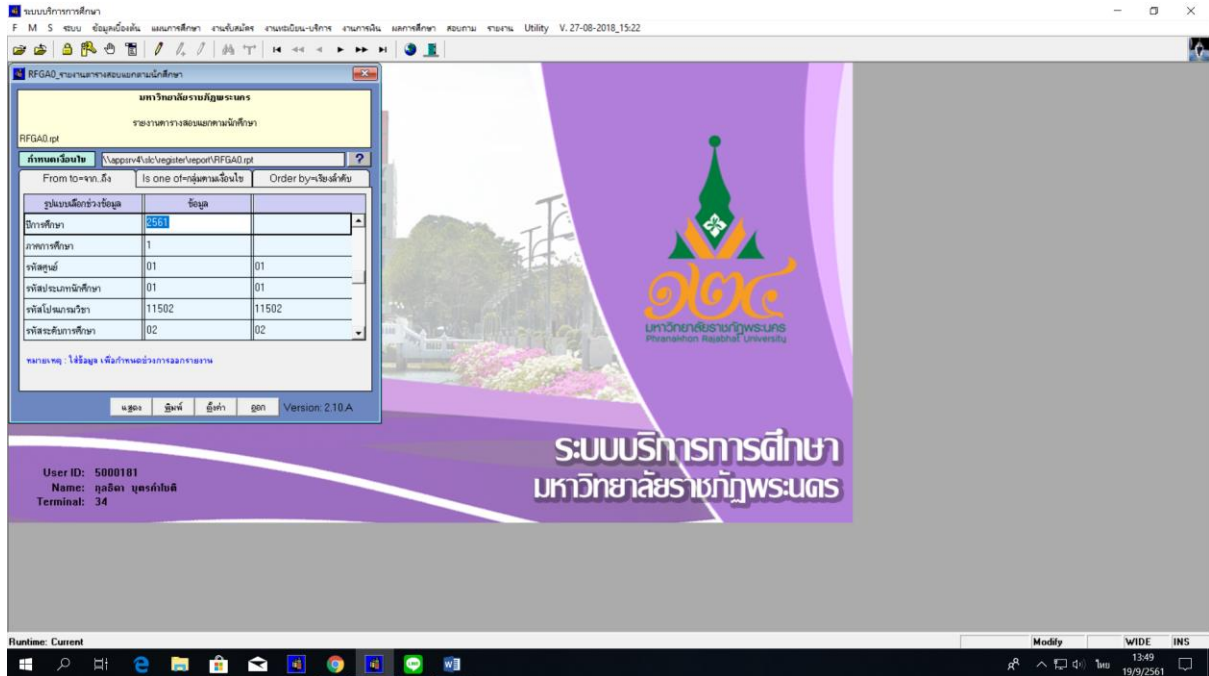 ระบบบริการการศึกษา
F M S ระบบ ข้อมูลเบื้องต้น แผนการศึกษา งานรับสมัคร งานทะเบียน-บริการ งานการเงิน ผลการศึกษา สอบถาม รายงาน Utility V. 27-08-2018_15:22
RFGA0_รายงานตารางสอบแยกตามนักศึกษา
มหาวิทยาลัยราชภัฏพระนคร
รายงานตารางสอบแยกตามนักศึกษา
RFGA0.rpt
กำหนดเงื่อนไข \\appsrv4\slc\register\report\RFGA0.rpt ?
From to=จาก..ถึง Is one of=กลุ่มตามเงื่อนไข Order by=เรียงลำดับ
รูปแบบเลือกช่วงข้อมูล ข้อมูล
ปีการศึกษา 2561
ภาคการศึกษา 1
รหัสศูนย์ 01 01
รหัสประเภทนักศึกษา 01 01
รหัสโปรแกรมวิชา 11502 11502
รหัสระดับการศึกษา 02 02
หมายเหตุ : ใส่ข้อมูล เพื่อกำหนดช่วงการออกรายงาน
แสดง พิมพ์ ตั้งค่า ออก Version: 2.10.A
๑๒๔
มหาวิทยาลัยราชภัฏพระนคร
Phranakhon Rajabhat University
ระบบบริการการศึกษา
มหาวิทยาลัยราชภัฏพระนคร
User ID: 5000181
Name:
Terminal: 34
Runtime: Current Modify WIDE INS
ไทย 13:49
19/9/2561